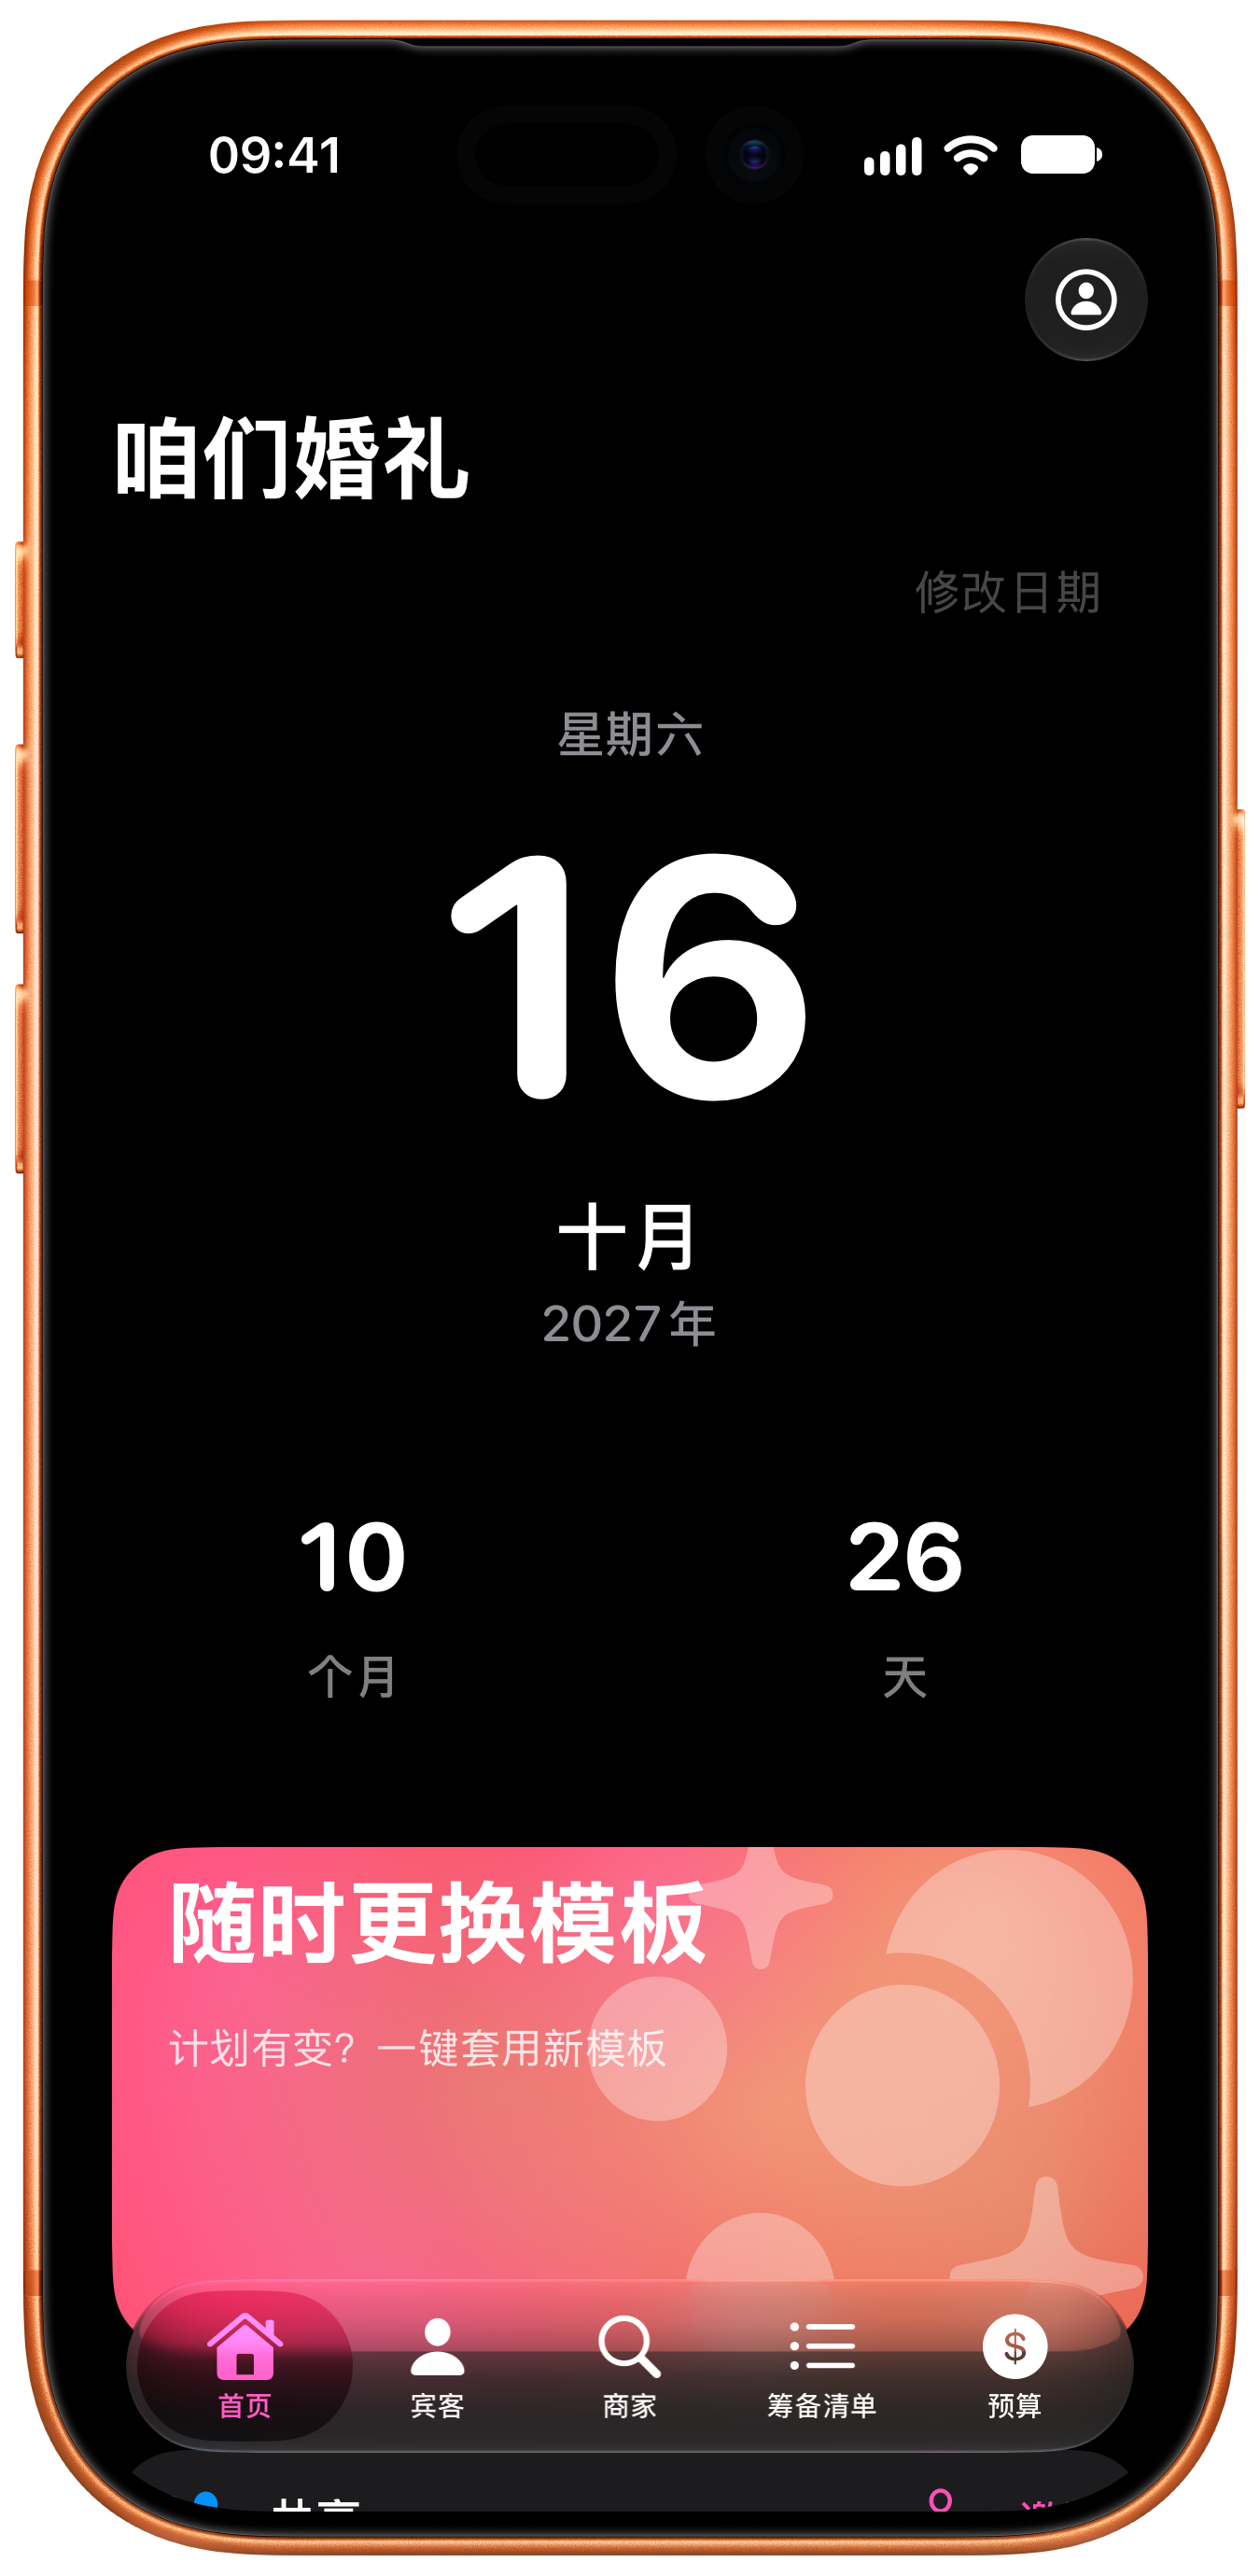 09:41
咱们婚礼
修改日期
星期六
16
十月
2027年
10
26
个月
天
随时更换模板
计划有变？一键套用新模板
首页
宾客
商家
筹备清单
预算